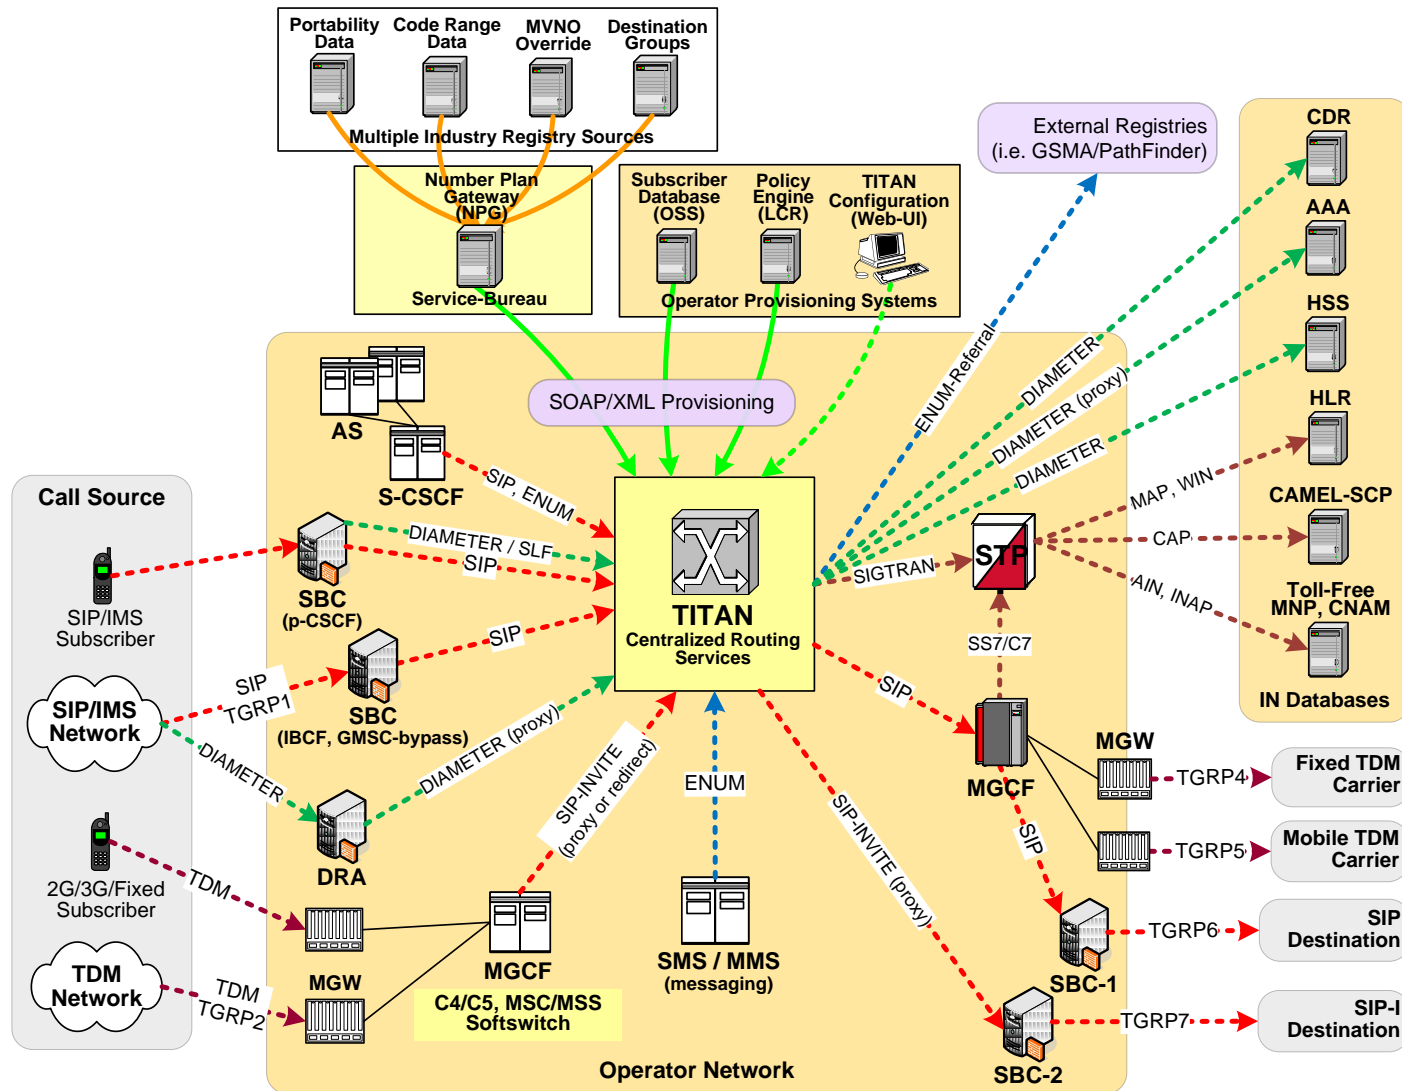 Portability
Data
Code Range
Data
MVNO
Override
Destination
Groups
Multiple Industry Registry Sources
Number Plan
Gateway
(NPG)
Service-Bureau
Subscriber
Database
(OSS)
Policy
Engine
(LCR)
TITAN
Configuration
(Web-UI)
Operator Provisioning Systems
External Registries
(i.e. GSMA/PathFinder)
CDR
AAA
HSS
HLR
CAMEL-SCP
Toll-Free
MNP, CNAM
IN Databases
SOAP/XML Provisioning
ENUM-Referral
DIAMETER
DIAMETER (proxy)
DIAMETER
MAP, WIN
CAP
AIN, INAP
AS
S-CSCF
SIP, ENUM
Call Source
SIP/IMS
Subscriber
SBC
(p-CSCF)
DIAMETER / SLF
SIP
TITAN
Centralized Routing
Services
SIGTRAN
STP
SS7/C7
SIP/IMS
Network
SIP
TGRP1
SBC
(IBCF, GMSC-bypass)
SIP
DIAMETER
DIAMETER (proxy)
DRA
2G/3G/Fixed
Subscriber
TDM
TDM
Network
TDM
TGRP2
MGW
MGCF
C4/C5, MSC/MSS
Softswitch
SIP-INVITE
(proxy or redirect)
ENUM
SMS / MMS
(messaging)
SIP
MGCF
SIP
SIP-INVITE (proxy)
MGW
TGRP4
Fixed TDM
Carrier
TGRP5
Mobile TDM
Carrier
SBC-1
TGRP6
SIP
Destination
SBC-2
TGRP7
SIP-I
Destination
Operator Network